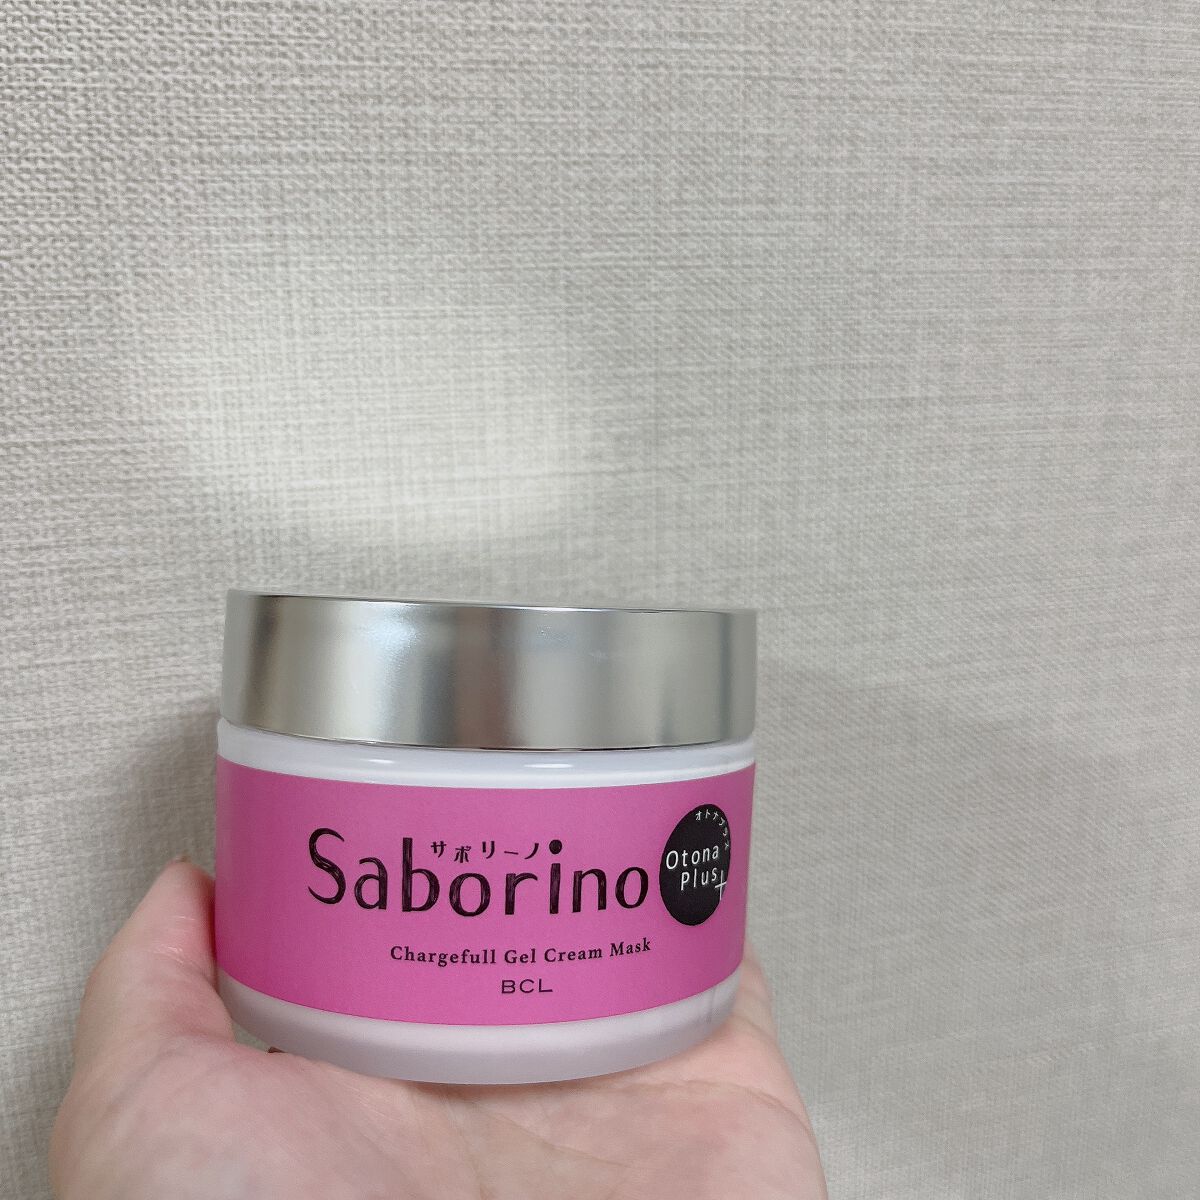 サボリーノ
Saborino
オトナプラス
Otona
Plus+
Chargefull Gel Cream Mask
BCL